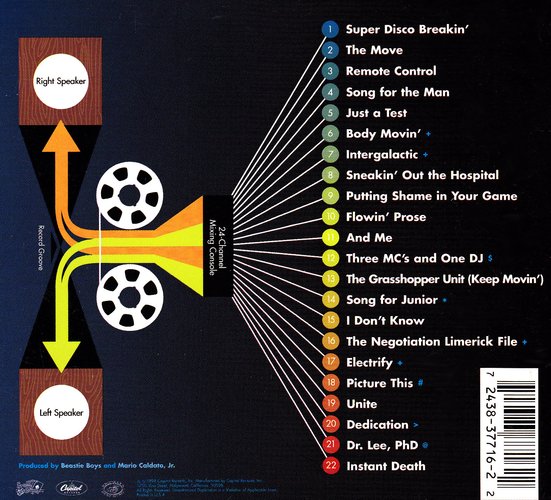 Right Speaker
Record Groove
24-Channel
Mixing Console
Left Speaker
1 Super Disco Breakin'
2 The Move
3 Remote Control
4 Song for the Man
5 Just a Test
6 Body Movin' +
7 Intergalactic +
8 Sneakin' Out the Hospital
9 Putting Shame in Your Game
10 Flowin' Prose
11 And Me
12 Three MC's and One DJ $
13 The Grasshopper Unit (Keep Movin')
14 Song for Junior *
15 I Don't Know
16 The Negotiation Limerick File +
17 Electrify +
18 Picture This #
19 Unite
20 Dedication >
21 Dr. Lee, PhD @
22 Instant Death
Produced by Beastie Boys and Mario Caldato, Jr.
Capitol
7 2438-37716-2 2